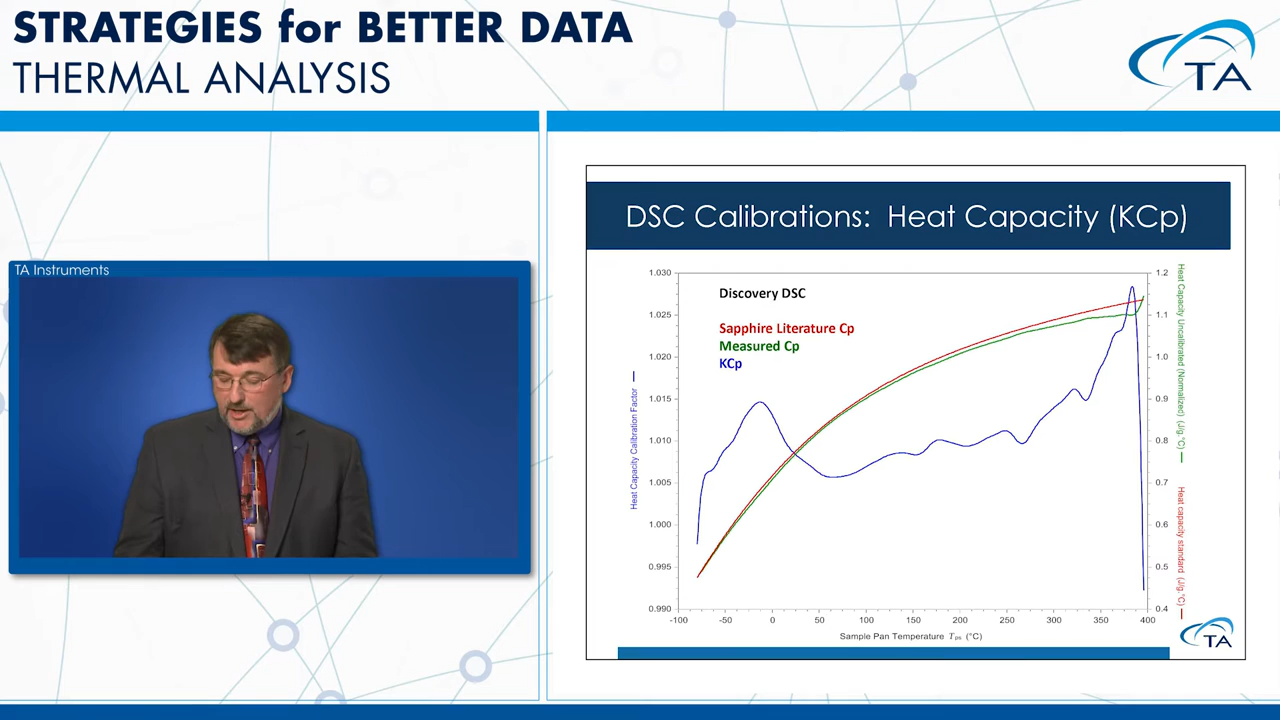 STRATEGIES for BETTER DATA
THERMAL ANALYSIS
TA
TA Instruments
DSC Calibrations: Heat Capacity (KCp)
Discovery DSC
Sapphire Literature Cp
Measured Cp
KCp
Heat Capacity Calibration Factor
1.030
1.025
1.020
1.015
1.010
1.005
1.000
0.995
0.990
-100
-50
0
50
100
150
200
250
300
350
400
Sample Pan Temperature
(°C)
1.2
1.1
1.0
0.9
0.8
0.7
0.6
0.5
0.4
Heat Capacity Uncalibrated (Normalized) (J/g.°C)
Heat capacity standard (J/g.°C)
TA